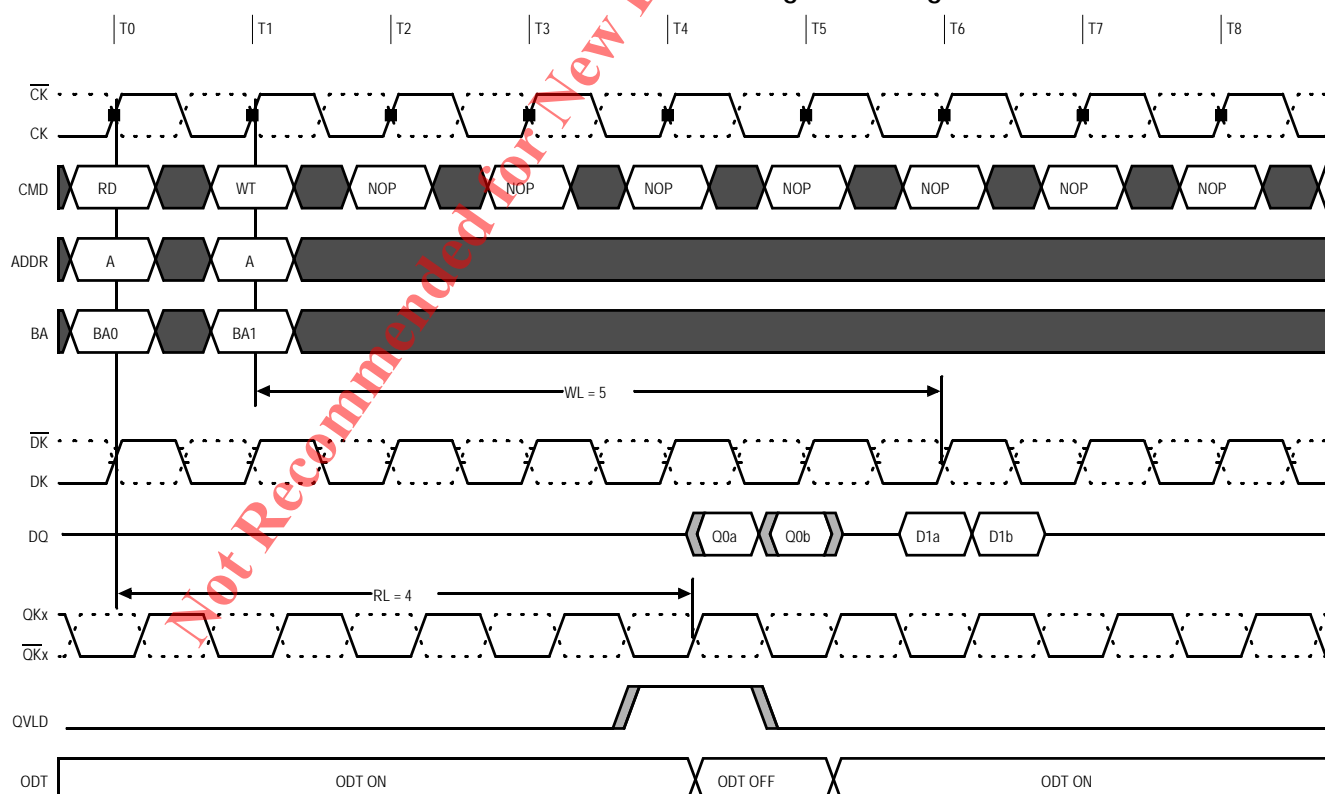 T0 T1 T2 T3 T4 T5 T6 T7 T8
CK
CK
CMD RD WT NOP NOP NOP NOP NOP NOP NOP
ADDR A A
BA BA0 BA1
WL = 5
DK
DK
DQ Q0a Q0b D1a D1b
RL = 4
QKx
QKx
QVLD
ODT ODT ON ODT OFF ODT ON
Not Recommended for New